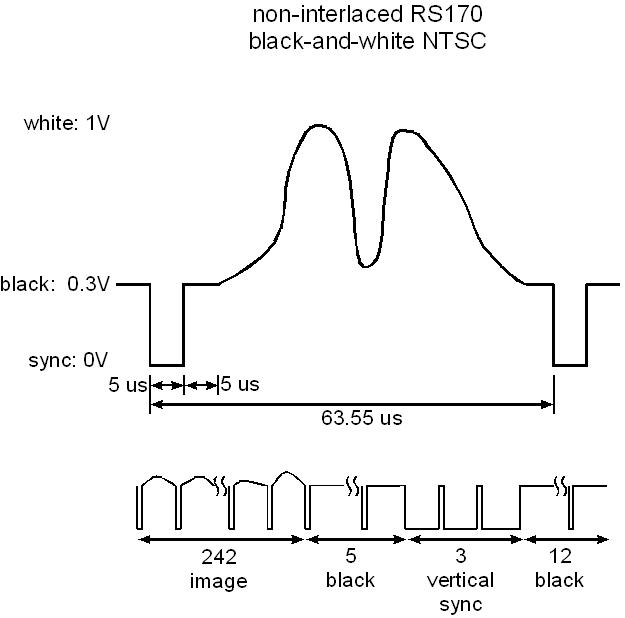 non-interlaced RS170
black-and-white NTSC
white: 1V
black: 0.3V
sync: 0V
5 us
5 us
63.55 us
242
image
5
black
3
vertical
sync
12
black